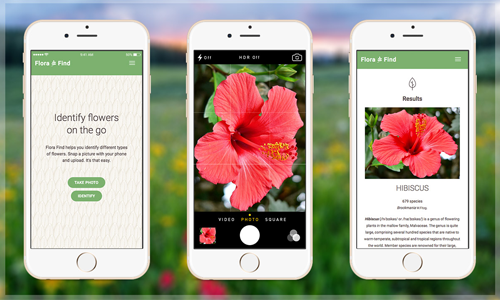 9:41 AM
Flora & Find
Identify flowers
on the go
Flora Find helps you identify different
types of flowers. Snap a picture with your phone
and upload. It's that easy.
TAKE PHOTO
IDENTIFY
Off
HDR Off
VIDEO PHOTO SQUARE
Flora & Find
Results
HIBISCUS
679 species
Hibiscus is a genus of flowering
plants in the mallow family, Malvaceae. The genus is quite
large, comprising several hundred species that are native to
warm-temperate, subtropical and tropical regions throughout
the world. Member species are renowned for their large,